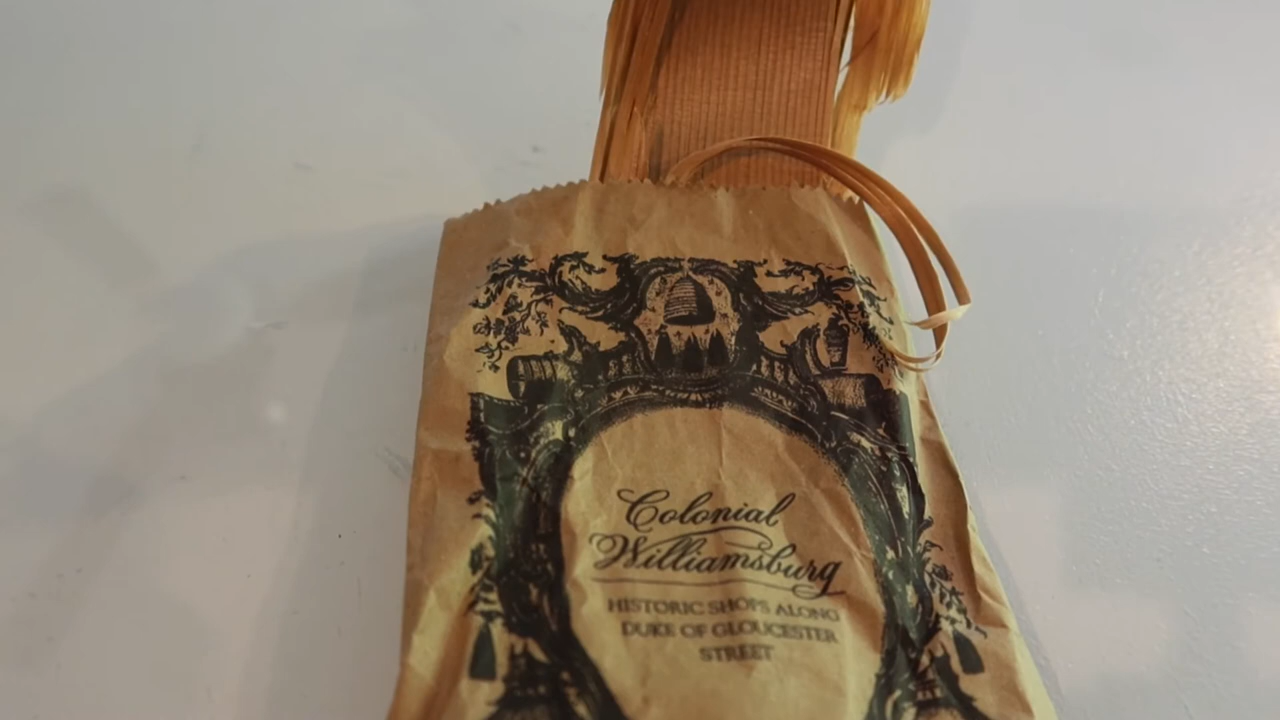 Colonial
Williamsburg
HISTORIC SHOPS ALONG
DUKE OF GLOUCESTER
STREET